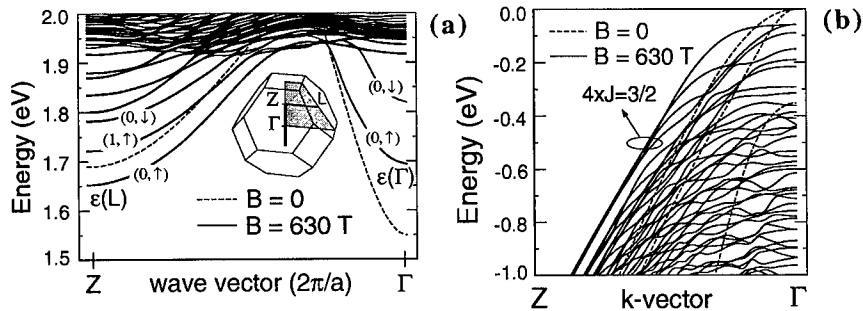 (a)
2.0
1.9
1.8
1.7
1.6
1.5
Energy (eV)
(0,↓)
(1,↑)
(0,↑)
ε(L)
Z
L
Γ
(0,↓)
(0,↑)
ε(Γ)
B = 0
B = 630 T
Z
wave vector (2π/a)
Γ
(b)
-0.0
-0.2
-0.4
-0.6
-0.8
-1.0
Energy (eV)
B = 0
B = 630 T
4xJ=3/2
Z
k-vector
Γ